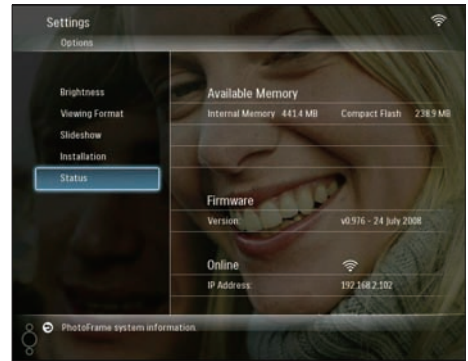 Settings
Options
Brightness
Viewing Format
Slideshow
Installation
Status
Available Memory
Internal Memory 441.4 MB Compact Flash 238.9 MB
Firmware
Version: v0.976 - 24 July 2008
Online
IP Address: 192.168.2.102
PhotoFrame system information.